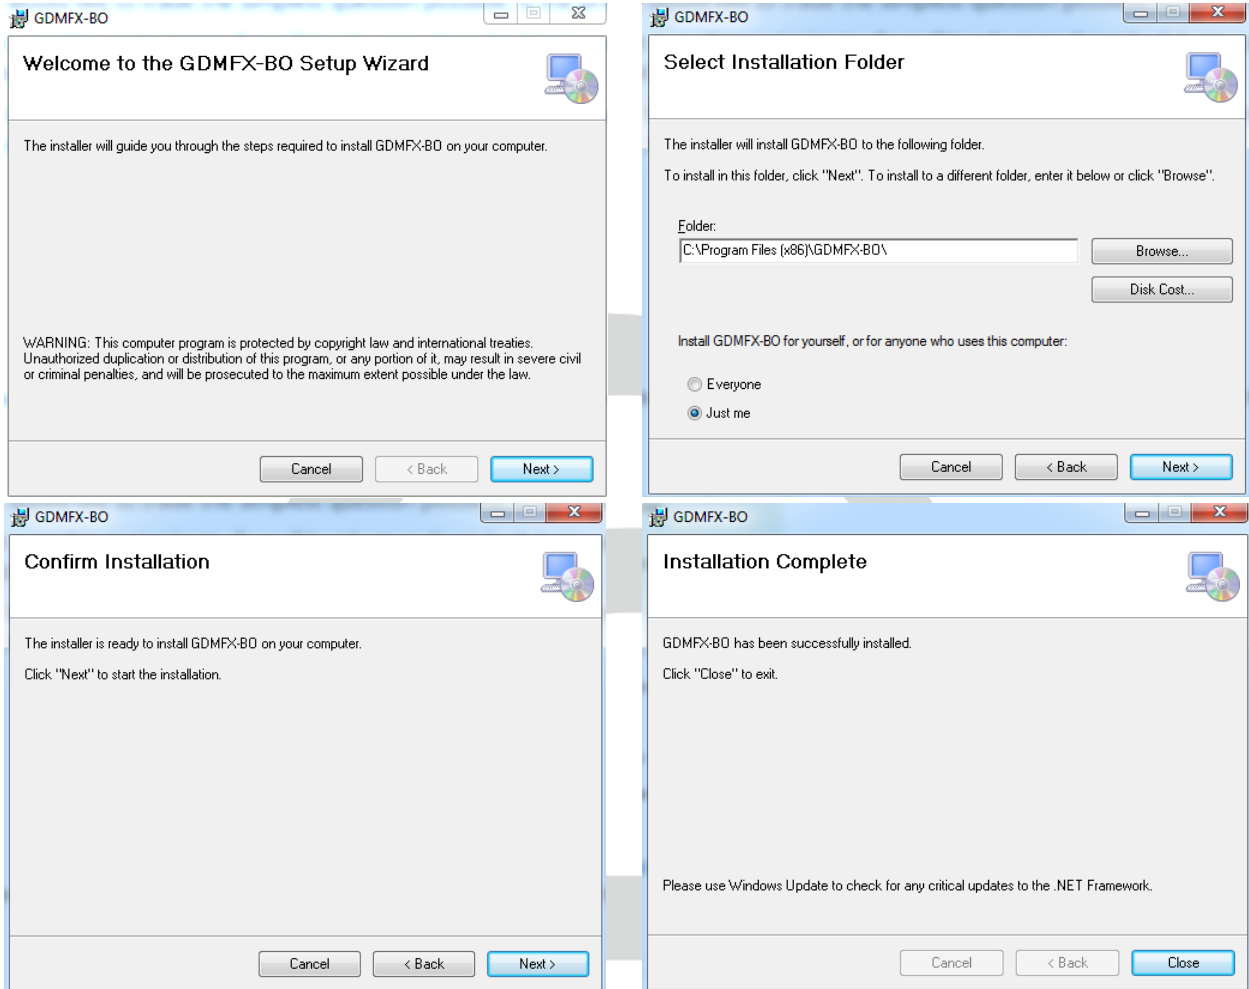 GDMFX-BO
Welcome to the GDMFX-BO Setup Wizard
The installer will guide you through the steps required to install GDMFX-BO on your computer.
WARNING: This computer program is protected by copyright law and international treaties.
Unauthorized duplication or distribution of this program, or any portion of it, may result in severe civil
or criminal penalties, and will be prosecuted to the maximum extent possible under the law.
Cancel
< Back
Next >
GDMFX-BO
Select Installation Folder
The installer will install GDMFX-BO to the following folder.
To install in this folder, click "Next". To install to a different folder, enter it below or click "Browse".
Folder:
C:\Program Files (x86)\GDMFX-BO\
Browse...
Disk Cost...
Install GDMFX-BO for yourself, or for anyone who uses this computer:
Everyone
Just me
Cancel
< Back
Next >
GDMFX-BO
Confirm Installation
The installer is ready to install GDMFX-BO on your computer.
Click "Next" to start the installation.
Cancel
< Back
Next >
GDMFX-BO
Installation Complete
GDMFX-BO has been successfully installed.
Click "Close" to exit.
Please use Windows Update to check for any critical updates to the .NET Framework.
Cancel
< Back
Close